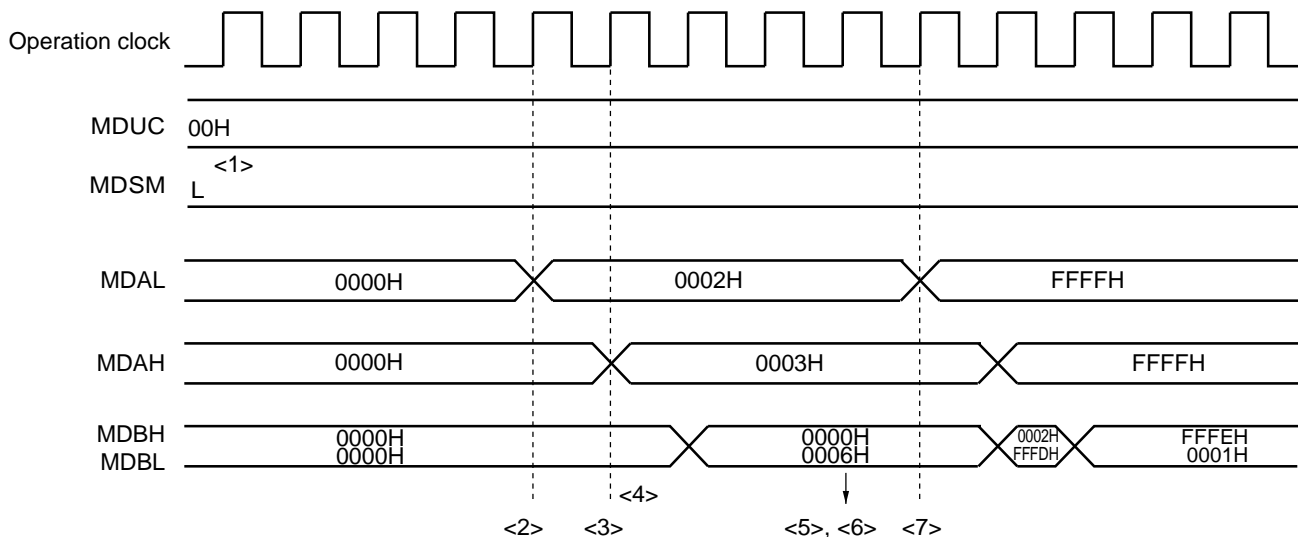 Operation clock
MDUC 00H
<1>
MDSM L
MDAL 0000H 0002H FFFFH
MDAH 0000H 0003H FFFFH
MDBH 0000H 0000H 0002H FFFEH
MDBL 0000H 0006H FFFDH 0001H
<4>
<2> <3> <5>, <6> <7>